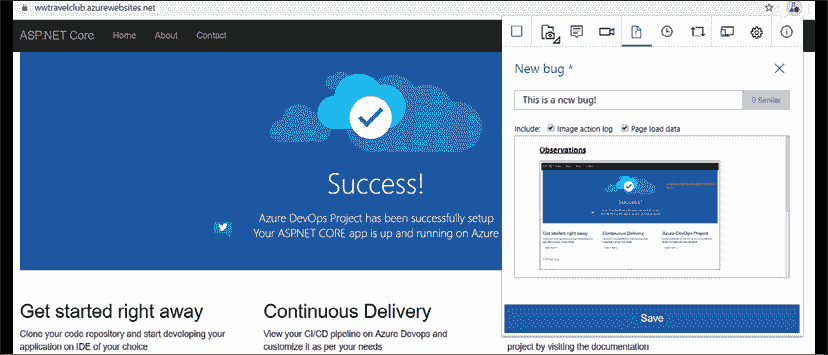 wwtravelclub.azurewebsites.net
ASP.NET Core Home About Contact
Success!
Azure DevOps Project has been successfully setup
Your ASP.NET CORE app is up and running on Azure
Get started right away
Clone your code repository and start developing your
application on IDE of your choice
Continuous Delivery
View your CI/CD pipeline on Azure Devops and
customize it as per your needs
project by visiting the documentation
New bug *
This is a new bug!
0 Similar
Include: Image action log Page load data
Observations
Success!
Get started right away Continuous Delivery Azure DevOps Project
Save